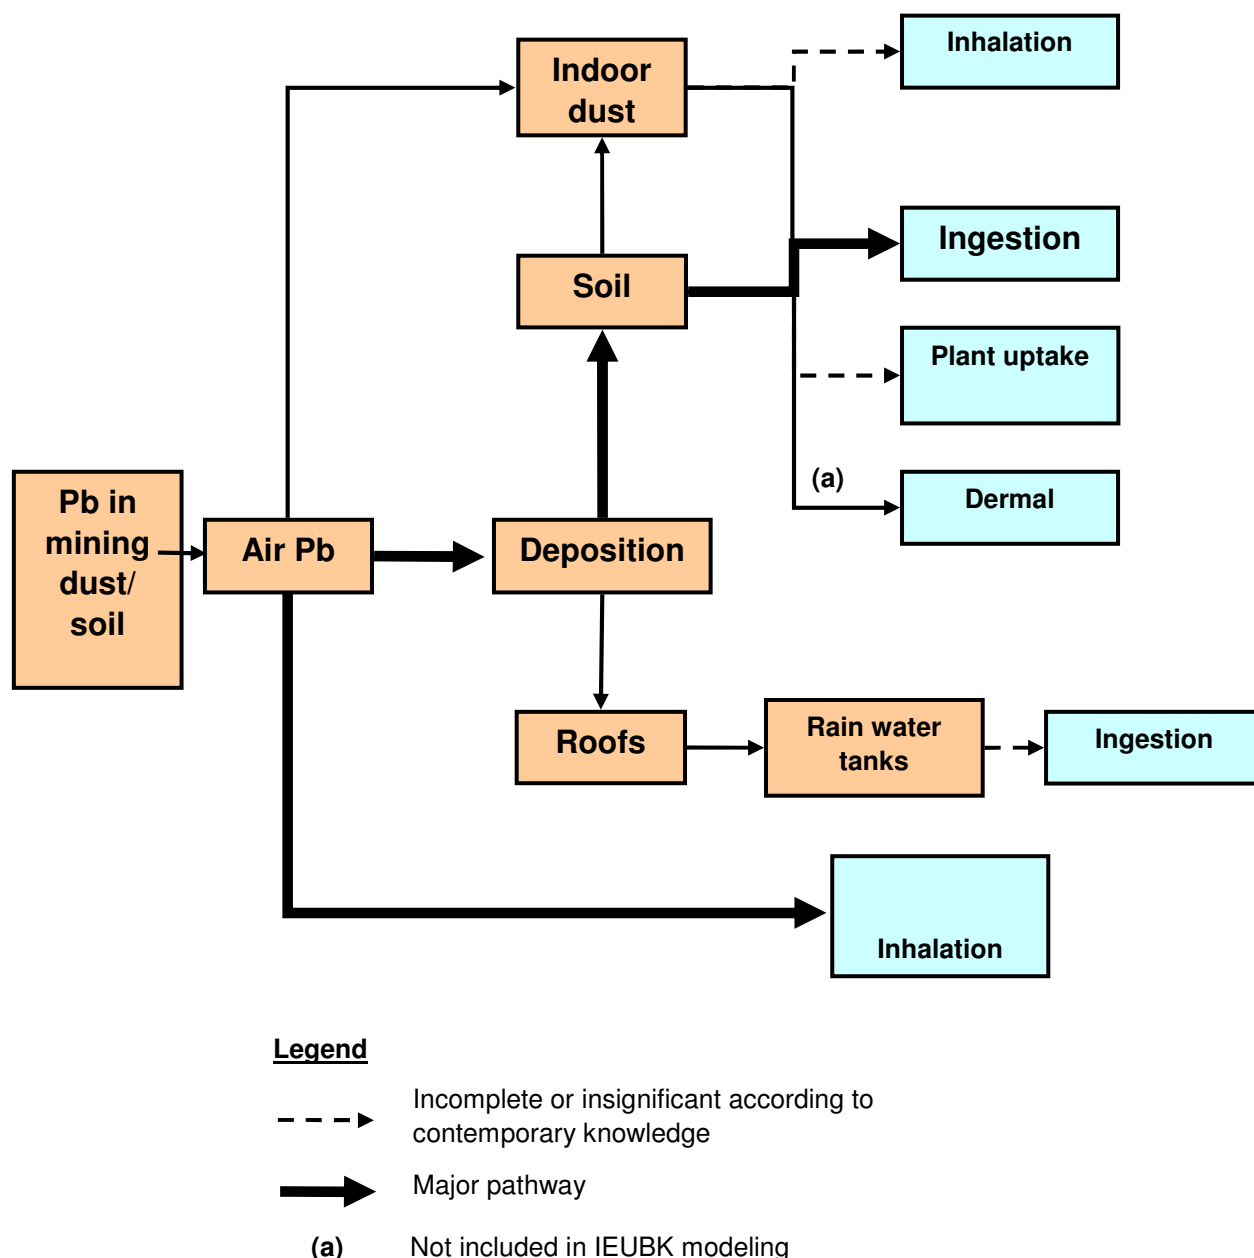 Inhalation
Indoor
dust
Ingestion
Soil
Plant uptake
(a)
Dermal
Pb in
mining
dust/
soil
Air Pb
Deposition
Roofs
Rain water
tanks
Ingestion
Inhalation
Legend
Incomplete or insignificant according to
contemporary knowledge
Major pathway
(a) Not included in IEUBK modeling